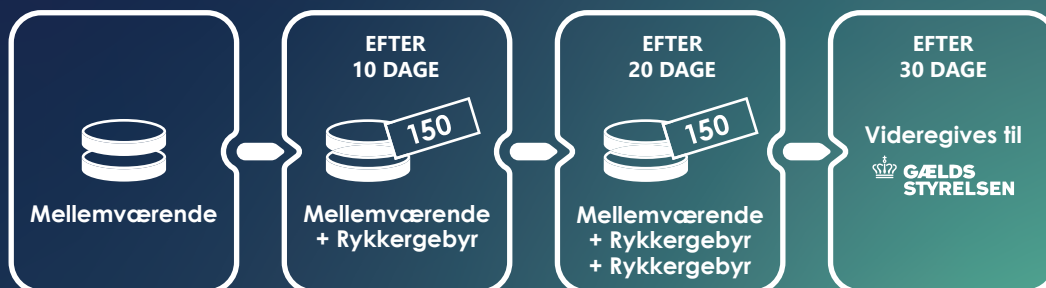 Mellemværende
EFTER
10 DAGE
150
Mellemværende
+ Rykkergebyr
EFTER
20 DAGE
150
Mellemværende
+ Rykkergebyr
+ Rykkergebyr
EFTER
30 DAGE
Videregives til
GÆLDS
STYRELSEN